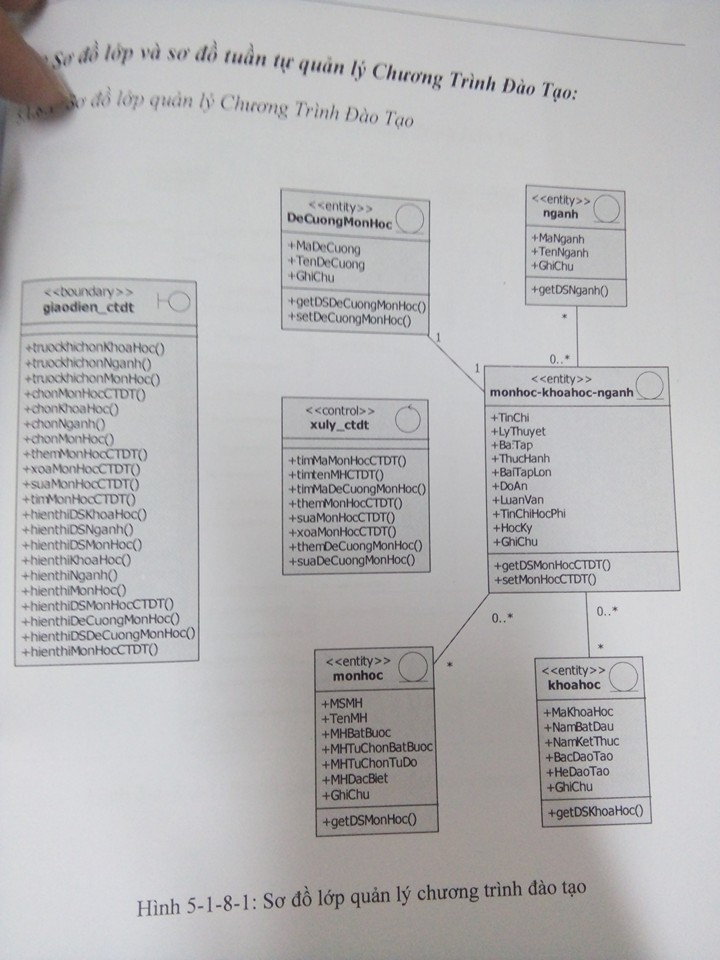 Sơ đồ lớp và sơ đồ tuần tự quản lý Chương Trình Đào Tạo:
Sơ đồ lớp quản lý Chương Trình Đào Tạo
<<boundary>>
giaodien_ctdt
+truockhichonKhoaHoc()
+truockhichonNganh()
+truockhichonMonHoc()
+chonMonHocCTDT()
+chonKhoaHoc()
+chonNganh()
+chonMonHoc()
+themMonHocCTDT()
+xoaMonHocCTDT()
+suaMonHocCTDT()
+timMonHocCTDT()
+hienthiDSKhoaHoc()
+hienthiDSNganh()
+hienthiDSMonHoc()
+hienthiKhoaHoc()
+hienthiNganh()
+hienthiMonHoc()
+hienthiDSMonHocCTDT()
+hienthiDeCuongMonHoc()
+hienthiDSDeCuongMonHoc()
+hienthiMonHocCTDT()
<<entity>>
DeCuongMonHoc
+MaDeCuong
+TenDeCuong
+GhiChu
+getDSDeCuongMonHoc()
+setDeCuongMonHoc()
1
1
<<entity>>
nganh
+MaNganh
+TenNganh
+GhiChu
+getDSNganh()
*
0..*
<<control>>
xuly_ctdt
+timMaMonHocCTDT()
+timtenMHCTDT()
+timMaDeCuongMonHoc()
+themMonHocCTDT()
+suaMonHocCTDT()
+xoaMonHocCTDT()
+themDeCuongMonHoc()
+suaDeCuongMonHoc()
<<entity>>
monhoc-khoahoc-nganh
+TinChi
+LyThuyet
+BaiTap
+ThucHanh
+BaiTapLon
+DoAn
+LuanVan
+TinChiHocPhi
+HocKy
+GhiChu
+getDSMonHocCTDT()
+setMonHocCTDT()
0..*
*
0..*
*
<<entity>>
monhoc
+MSMH
+TenMH
+MHBatBuoc
+MHTuChonBatBuoc
+MHTuChonTuDo
+MHDacBiet
+GhiChu
+getDSMonHoc()
<<entity>>
khoahoc
+MaKhoaHoc
+NamBatDau
+NamKetThuc
+BacDaoTao
+HeDaoTao
+GhiChu
+getDSKhoaHoc()
Hình 5-1-8-1: Sơ đồ lớp quản lý chương trình đào tạo